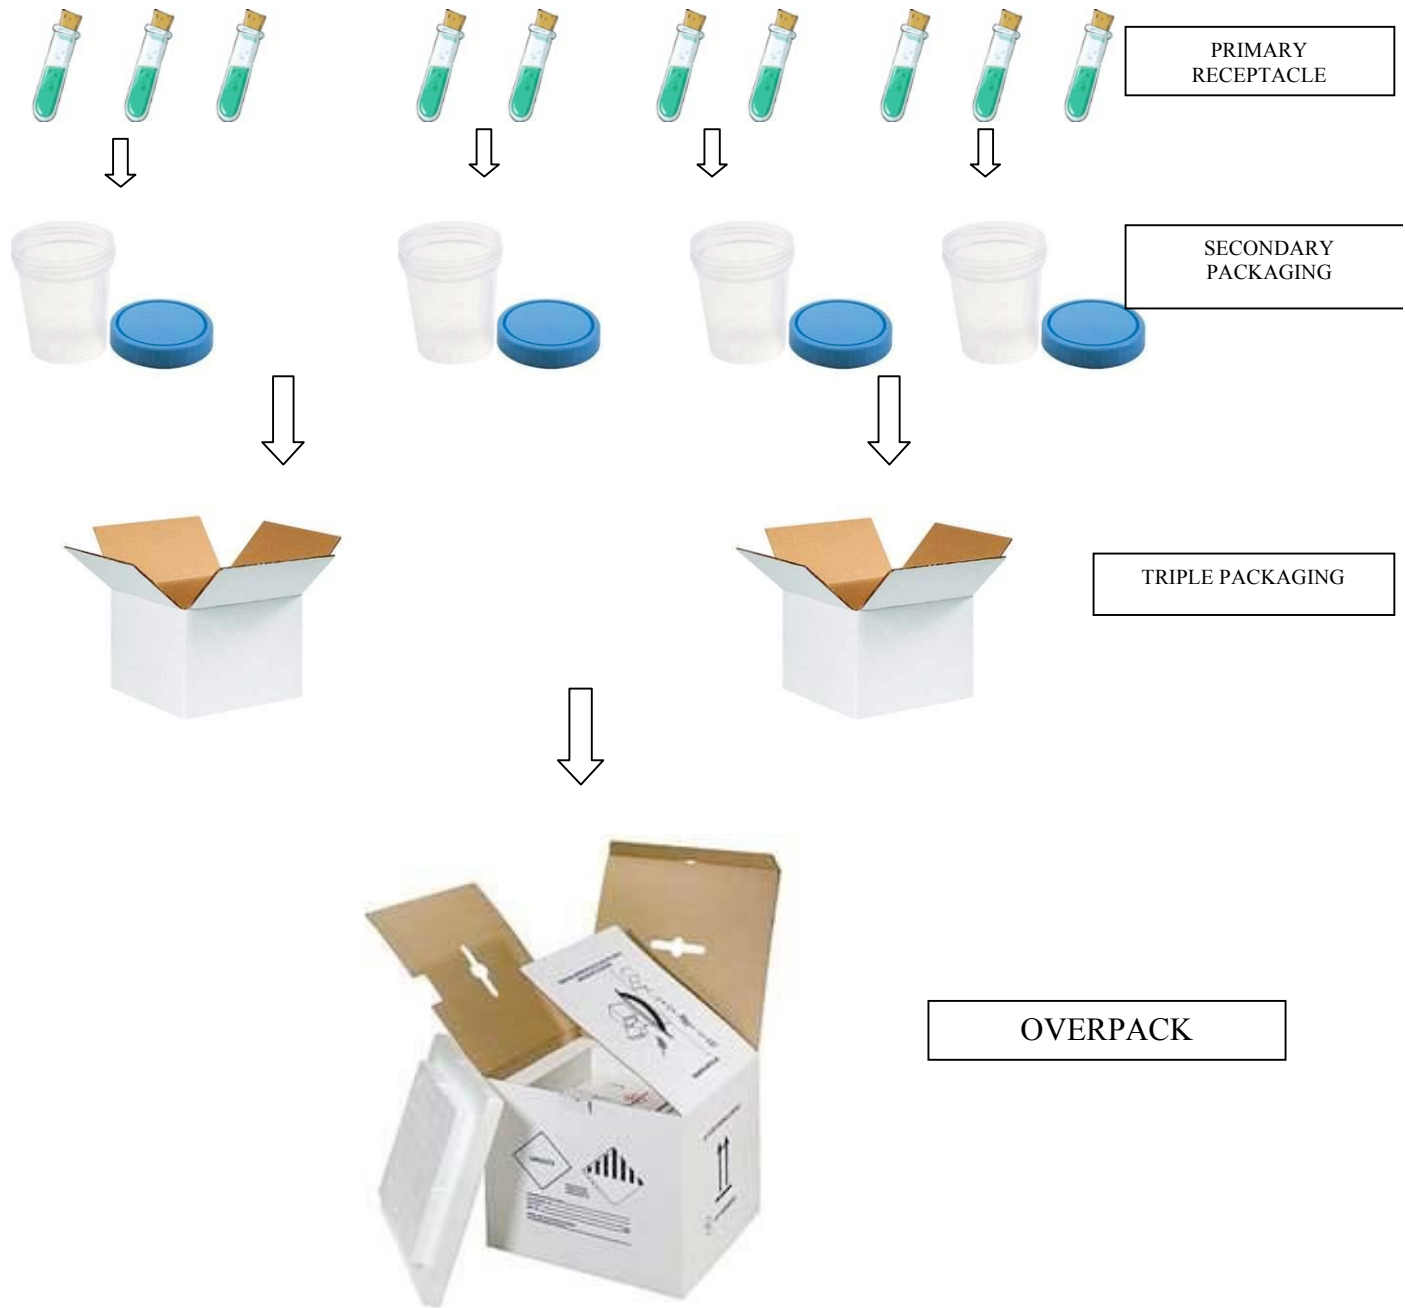 PRIMARY
RECEPTACLE
SECONDARY
PACKAGING
TRIPLE PACKAGING
OVERPACK